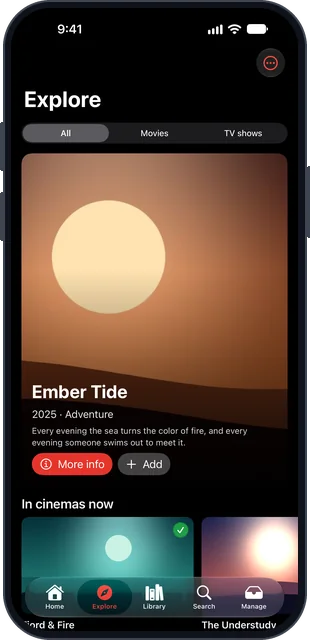 9:41
Explore
All
Movies
TV shows
Ember Tide
2025 · Adventure
Every evening the sea turns the color of fire, and every
evening someone swims out to meet it.
More info
Add
In cinemas now
Home
Explore
Library
Search
Manage
& Fire
The Understudy